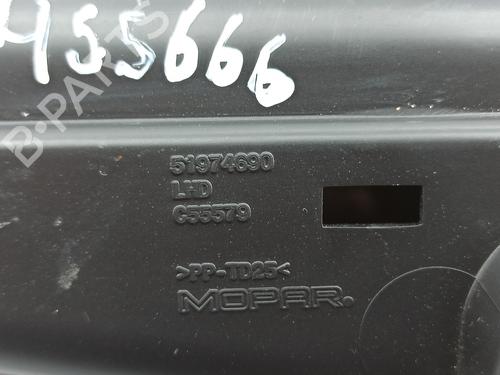 455666
B-PARTS
51974690
LHD
C55579
>PP-TD25<
MOPAR.